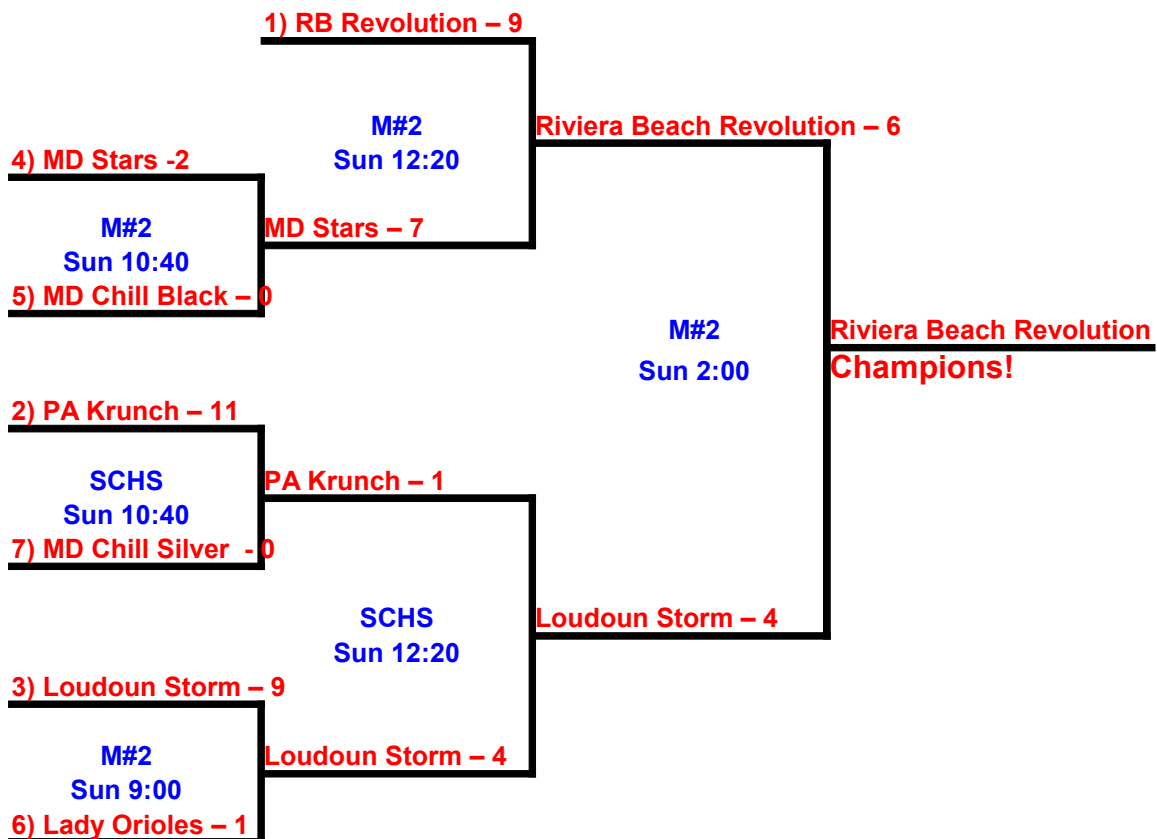 1) RB Revolution – 9
M#2
Sun 12:20
Riviera Beach Revolution – 6
4) MD Stars -2
M#2
Sun 10:40
MD Stars – 7
5) MD Chill Black – 0
M#2
Sun 2:00
Riviera Beach Revolution
Champions!
2) PA Krunch – 11
SCHS
Sun 10:40
PA Krunch – 1
7) MD Chill Silver - 0
SCHS
Sun 12:20
Loudoun Storm – 4
3) Loudoun Storm – 9
M#2
Sun 9:00
Loudoun Storm – 4
6) Lady Orioles – 1